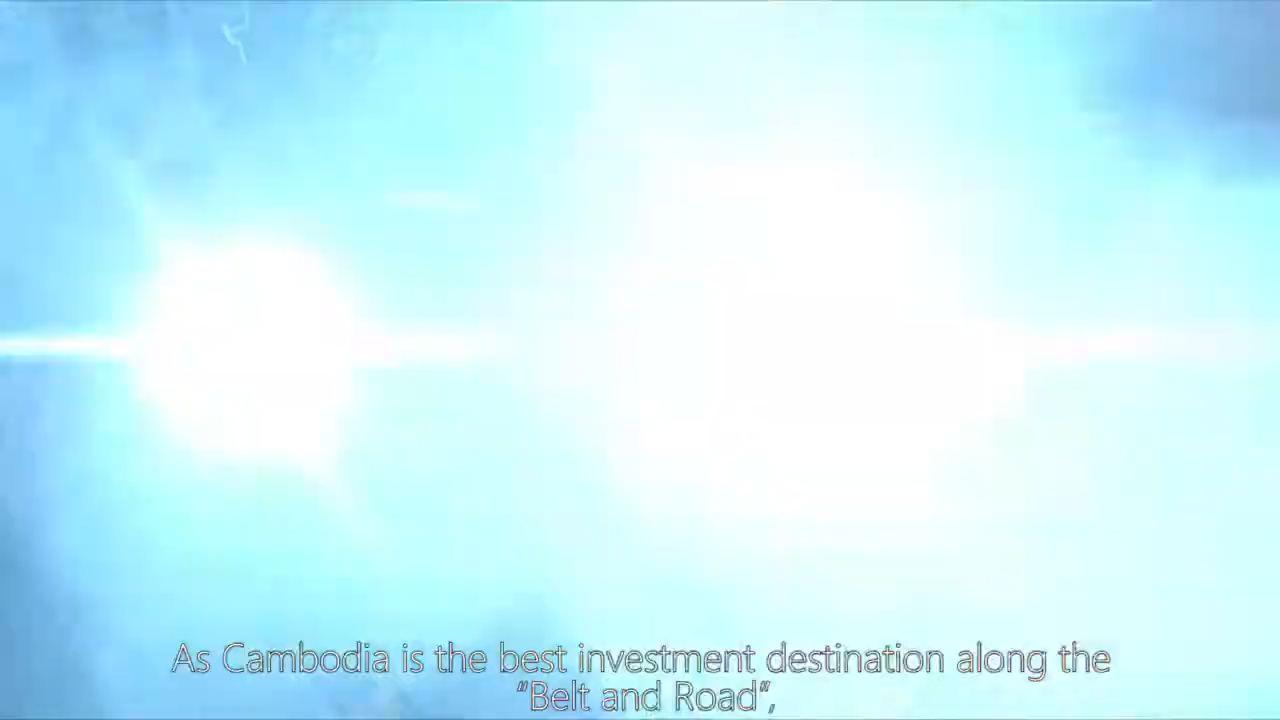 As Cambodia is the best investment destination along the
“Belt and Road”,